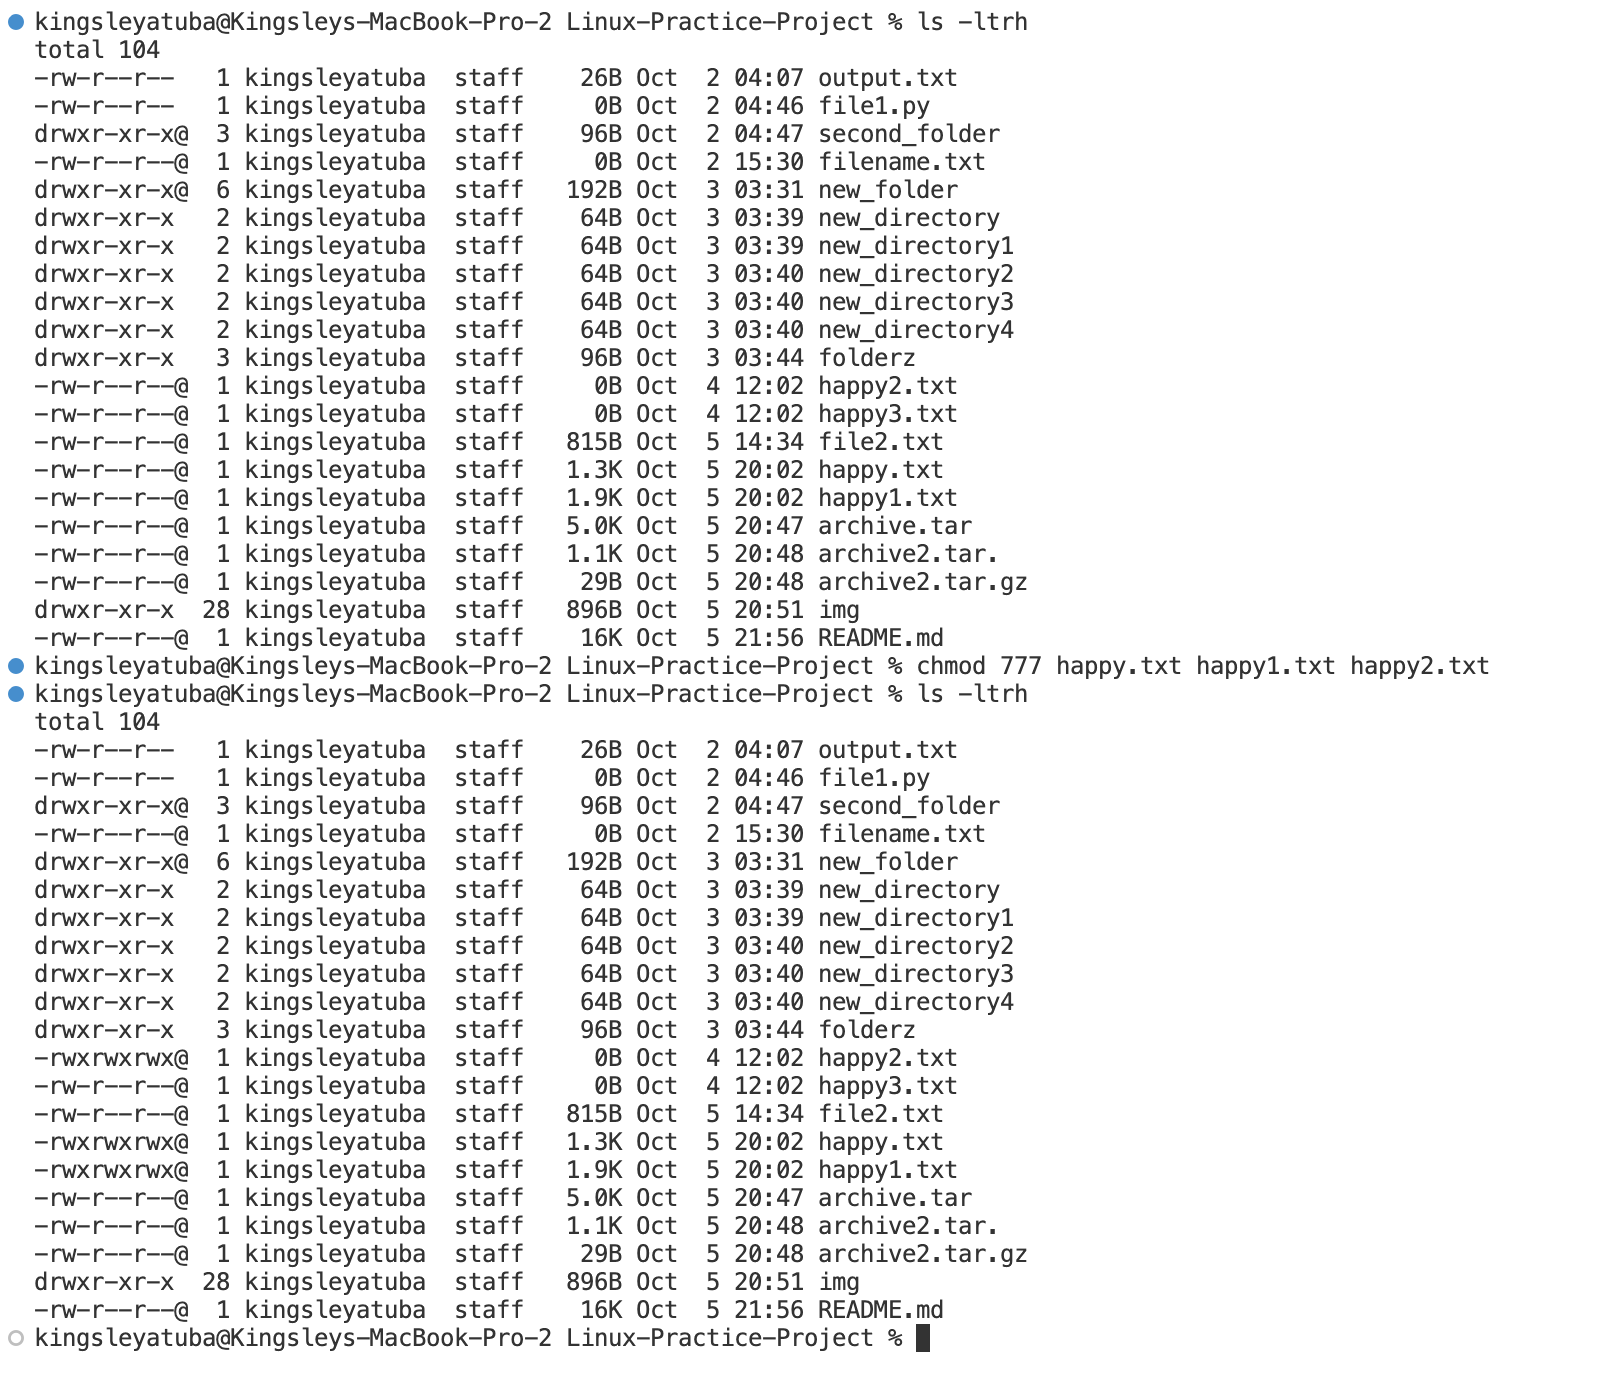 kingsleyatuba@Kingsleys-MacBook-Pro-2 Linux-Practice-Project % ls -ltrh
total 104
-rw-r--r--   1 kingsleyatuba  staff    26B Oct  2 04:07 output.txt
-rw-r--r--   1 kingsleyatuba  staff     0B Oct  2 04:46 file1.py
drwxr-xr-x@  3 kingsleyatuba  staff    96B Oct  2 04:47 second_folder
-rw-r--r--@  1 kingsleyatuba  staff     0B Oct  2 15:30 filename.txt
drwxr-xr-x@  6 kingsleyatuba  staff   192B Oct  3 03:31 new_folder
drwxr-xr-x   2 kingsleyatuba  staff    64B Oct  3 03:39 new_directory
drwxr-xr-x   2 kingsleyatuba  staff    64B Oct  3 03:39 new_directory1
drwxr-xr-x   2 kingsleyatuba  staff    64B Oct  3 03:40 new_directory2
drwxr-xr-x   2 kingsleyatuba  staff    64B Oct  3 03:40 new_directory3
drwxr-xr-x   2 kingsleyatuba  staff    64B Oct  3 03:40 new_directory4
drwxr-xr-x   3 kingsleyatuba  staff    96B Oct  3 03:44 folderz
-rw-r--r--@  1 kingsleyatuba  staff     0B Oct  4 12:02 happy2.txt
-rw-r--r--@  1 kingsleyatuba  staff     0B Oct  4 12:02 happy3.txt
-rw-r--r--@  1 kingsleyatuba  staff   815B Oct  5 14:34 file2.txt
-rw-r--r--@  1 kingsleyatuba  staff   1.3K Oct  5 20:02 happy.txt
-rw-r--r--@  1 kingsleyatuba  staff   1.9K Oct  5 20:02 happy1.txt
-rw-r--r--@  1 kingsleyatuba  staff   5.0K Oct  5 20:47 archive.tar
-rw-r--r--@  1 kingsleyatuba  staff   1.1K Oct  5 20:48 archive2.tar.
-rw-r--r--@  1 kingsleyatuba  staff    29B Oct  5 20:48 archive2.tar.gz
drwxr-xr-x  28 kingsleyatuba  staff   896B Oct  5 20:51 img
-rw-r--r--@  1 kingsleyatuba  staff    16K Oct  5 21:56 README.md
kingsleyatuba@Kingsleys-MacBook-Pro-2 Linux-Practice-Project % chmod 777 happy.txt happy1.txt happy2.txt
kingsleyatuba@Kingsleys-MacBook-Pro-2 Linux-Practice-Project % ls -ltrh
total 104
-rw-r--r--   1 kingsleyatuba  staff    26B Oct  2 04:07 output.txt
-rw-r--r--   1 kingsleyatuba  staff     0B Oct  2 04:46 file1.py
drwxr-xr-x@  3 kingsleyatuba  staff    96B Oct  2 04:47 second_folder
-rw-r--r--@  1 kingsleyatuba  staff     0B Oct  2 15:30 filename.txt
drwxr-xr-x@  6 kingsleyatuba  staff   192B Oct  3 03:31 new_folder
drwxr-xr-x   2 kingsleyatuba  staff    64B Oct  3 03:39 new_directory
drwxr-xr-x   2 kingsleyatuba  staff    64B Oct  3 03:39 new_directory1
drwxr-xr-x   2 kingsleyatuba  staff    64B Oct  3 03:40 new_directory2
drwxr-xr-x   2 kingsleyatuba  staff    64B Oct  3 03:40 new_directory3
drwxr-xr-x   2 kingsleyatuba  staff    64B Oct  3 03:40 new_directory4
drwxr-xr-x   3 kingsleyatuba  staff    96B Oct  3 03:44 folderz
-rwxrwxrwx@  1 kingsleyatuba  staff     0B Oct  4 12:02 happy2.txt
-rw-r--r--@  1 kingsleyatuba  staff     0B Oct  4 12:02 happy3.txt
-rw-r--r--@  1 kingsleyatuba  staff   815B Oct  5 14:34 file2.txt
-rwxrwxrwx@  1 kingsleyatuba  staff   1.3K Oct  5 20:02 happy.txt
-rwxrwxrwx@  1 kingsleyatuba  staff   1.9K Oct  5 20:02 happy1.txt
-rw-r--r--@  1 kingsleyatuba  staff   5.0K Oct  5 20:47 archive.tar
-rw-r--r--@  1 kingsleyatuba  staff   1.1K Oct  5 20:48 archive2.tar.
-rw-r--r--@  1 kingsleyatuba  staff    29B Oct  5 20:48 archive2.tar.gz
drwxr-xr-x  28 kingsleyatuba  staff   896B Oct  5 20:51 img
-rw-r--r--@  1 kingsleyatuba  staff    16K Oct  5 21:56 README.md
kingsleyatuba@Kingsleys-MacBook-Pro-2 Linux-Practice-Project %